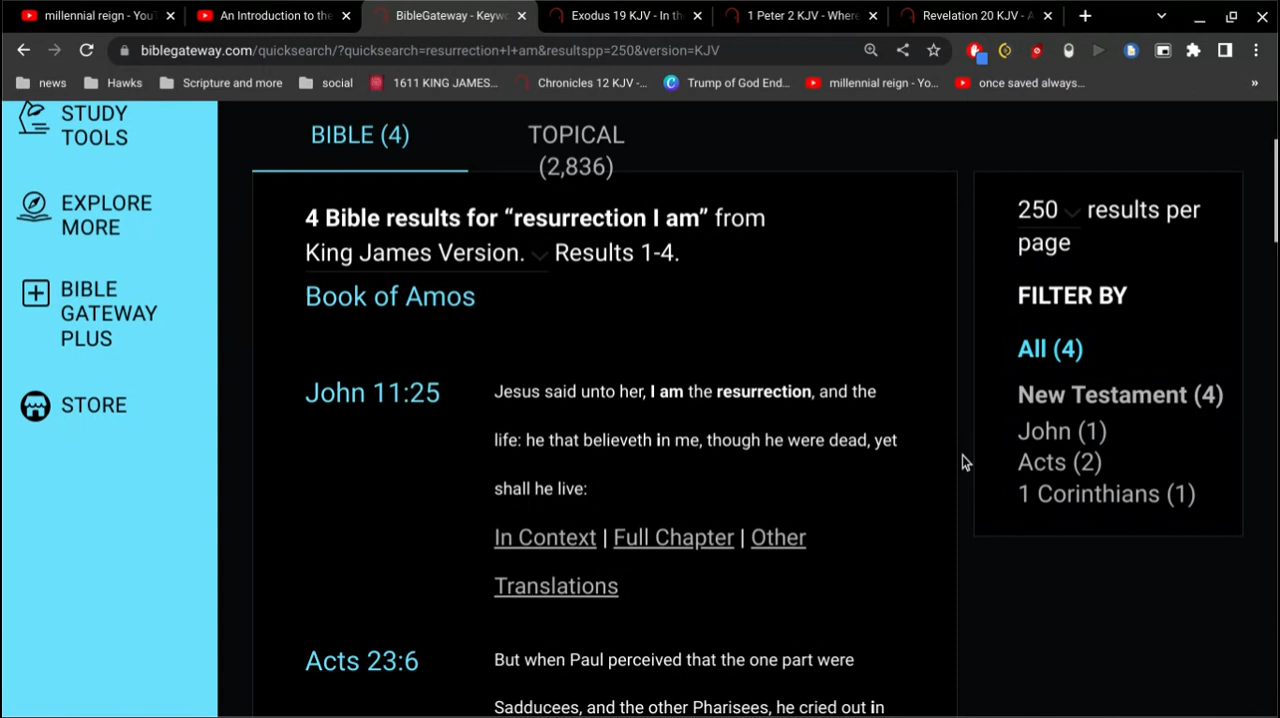 millennial reign - You
An Introduction to the
BibleGateway - Keywo
Exodus 19 KJV - In th
1 Peter 2 KJV - Where
Revelation 20 KJV - A
biblegateway.com/quicksearch/?quicksearch=resurrection+I+am&resultspp=250&version=KJV
news
Hawks
Scripture and more
social
1611 KING JAMES...
Chronicles 12 KJV -...
Trump of God End...
millennial reign - Yo...
once saved always...
»
STUDY
TOOLS
EXPLORE
MORE
BIBLE
GATEWAY
PLUS
STORE
BIBLE (4)
TOPICAL
(2,836)
4 Bible results for “resurrection I am” from
King James Version. Results 1-4.
Book of Amos
John 11:25
Jesus said unto her, I am the resurrection, and the
life: he that believeth in me, though he were dead, yet
shall he live:
In Context | Full Chapter | Other
Translations
Acts 23:6
But when Paul perceived that the one part were
Sadducees, and the other Pharisees, he cried out in
250 results per
page
FILTER BY
All (4)
New Testament (4)
John (1)
Acts (2)
1 Corinthians (1)